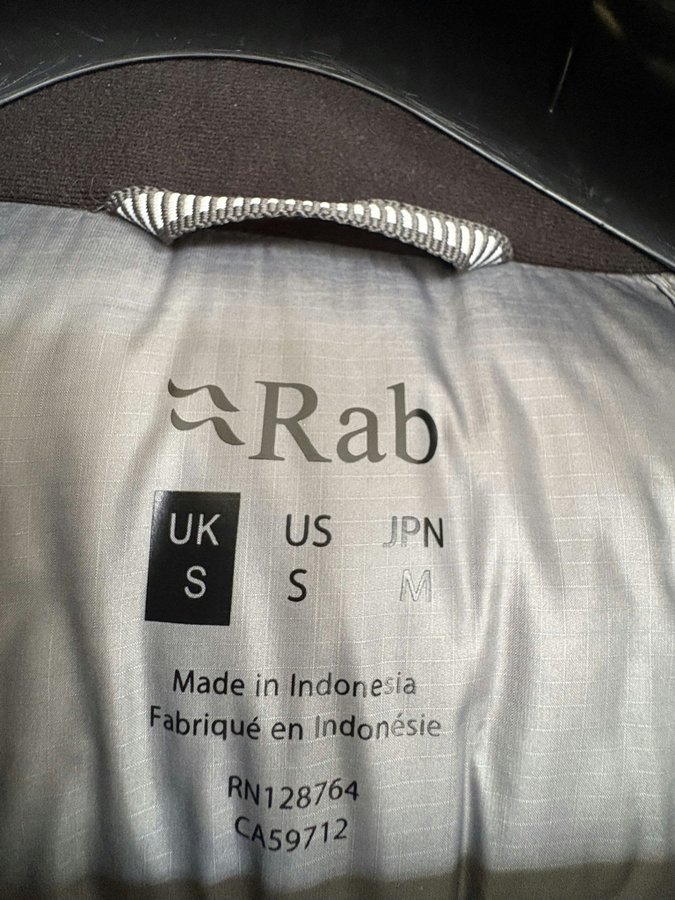 Rab
UK US JPN
S S M
Made in Indonesia
Fabriqué en Indonésie
RN128764
CA59712